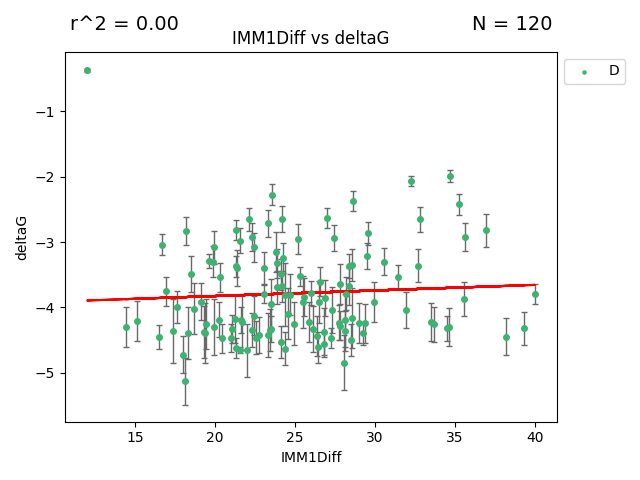 r^2 = 0.00
N = 120
IMM1Diff vs deltaG
D
−1
−2
−3
−4
−5
deltaG
15 20 25 30 35 40
IMM1Diff